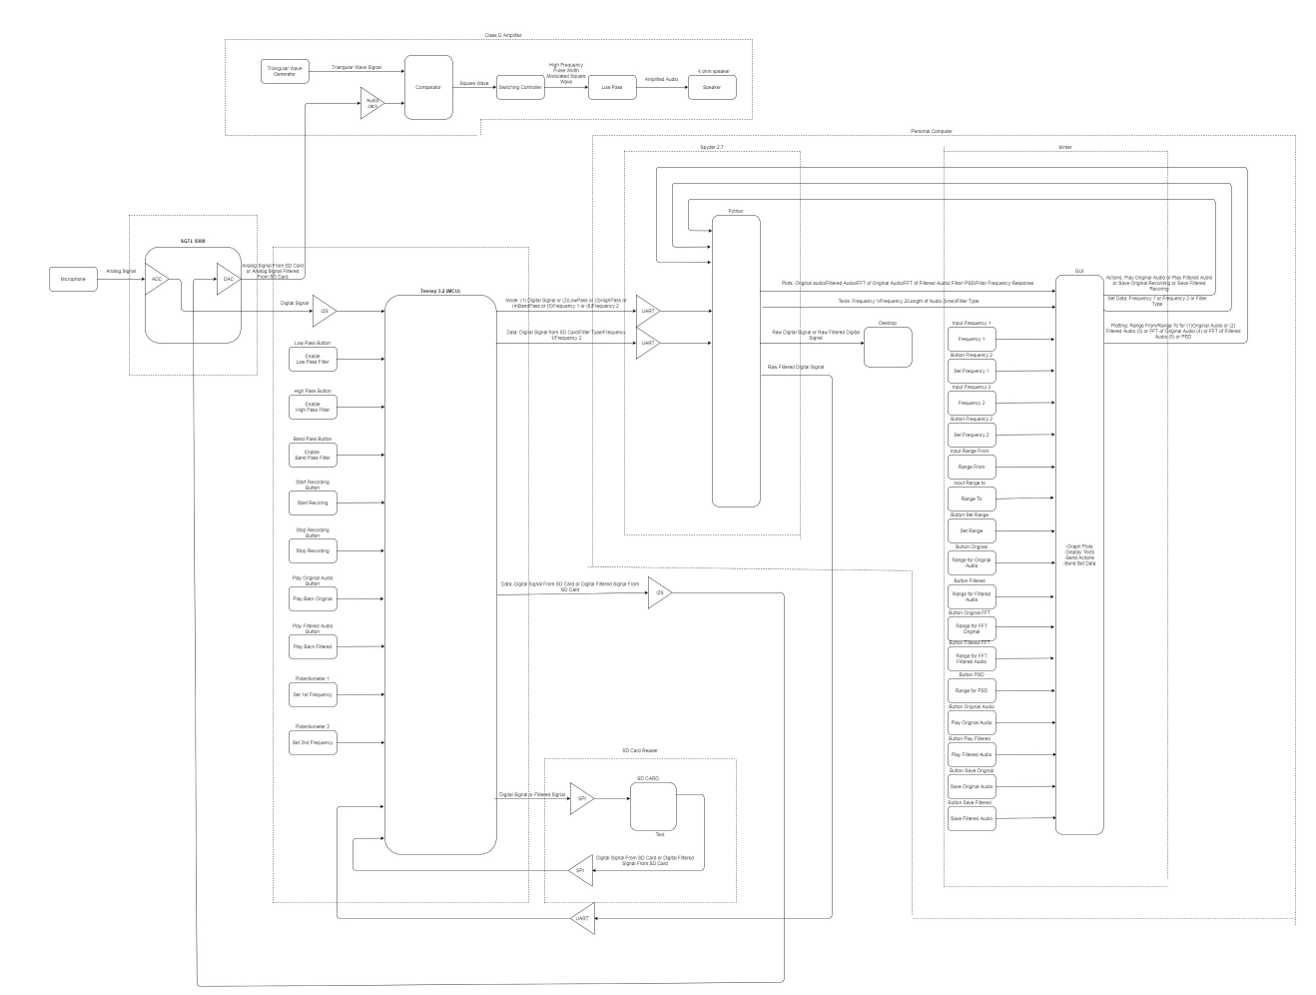 Class D Amplifier
Triangular Wave
Generator
Triangular Wave Signal
Audio
Jack
Comparator
Square Wave
Switching Controller
High Frequency
Pulse Width
Modulated Square
Wave
Low Pass
Amplified Audio
4 ohm speaker
Speaker
Personal Computer
Spyder 2.7
tkinter
Microphone
Analog Signal
SGTL 5000
ADC
DAC
Analog Signal From SD Card
or Analog Signal Filtered
From SD Card
Digital Signal
I2S
Teensy 3.2 (MCU)
Low Pass Button
Enable
Low Pass Filter
High Pass Button
Enable
High Pass Filter
Band Pass Button
Enable
Band Pass Filter
Start Recording
Button
Start Recoring
Stop Recording
Button
Stop Recording
Play Original Audio
Button
Play Back Original
Play Filtered Audio
Button
Play Back Filtered
Potentiometer 1
Set 1st Frequency
Potentiometer 2
Set 2nd Frequency
Mode: (1) Digital Signal or (2)LowPass or (3)HighPass or
(4)BandPass or (5)Frequency 1 or (6)Frequency 2
UART
Data: Digital Signal from SD Card/Filter Type/Frequency
1/Frequency 2
UART
Python
Plots: Original audio/Filtered Audio/FFT of Original Audio/FFT of Filtered Audio/ Filter/ PSD/Filter Frequency Response
Texts: Frequency 1/Frequency 2/Length of Audio (time)/Filter Type
Raw Digital Signal or Raw Filtered Digital
Signal
Desktop
Raw Filtered Digital Signal
GUI
Actions: Play Original Audio or Play Filtered Audio
or Save Original Recording or Save Filtered
Recoring
Set Data: Frequency 1 or Frequency 2 or Filter
Type
Plotting: Range From/Range To for (1)Original Audio or (2)
Filtered Audio (3) or FFT of Original Audio (4) or FFT of Filtered
Audio (5) or PSD
Input Frequency 1
Frequency 1
Button Frequency 2
Set Frequency 1
Input Frequency 2
Frequency 2
Button Frequency 2
Set Frequency 2
Input Range From
Range From
Input Range to
Range To
Button Set Range
Set Range
Button Original
Range for Original
Audio
Button Filtered
Range for Filtered
Audio
Button Original FFT
Range for FFT
Original
Button Filtered FFT
Range for FFT
Filtered Audio
Button PSD
Range for PSD
Button Original Audio
Play Original Audio
Button Play Filtered
Play Filtered Audio
Button Save Original
Save Original Audio
Button Save Filtered
Save Filtered Audio
-Graph Plots
-Display Texts
-Send Actions
-Send Set Data
Data: Digital Signal From SD Card or Digital Filtered Signal From
SD Card
I2S
SD Card Reader
Digital Signal or Filtered Signal
SPI
SD CARD
Text
Digital Signal From SD Card or Digital Filtered
Signal From SD Card
SPI
UART